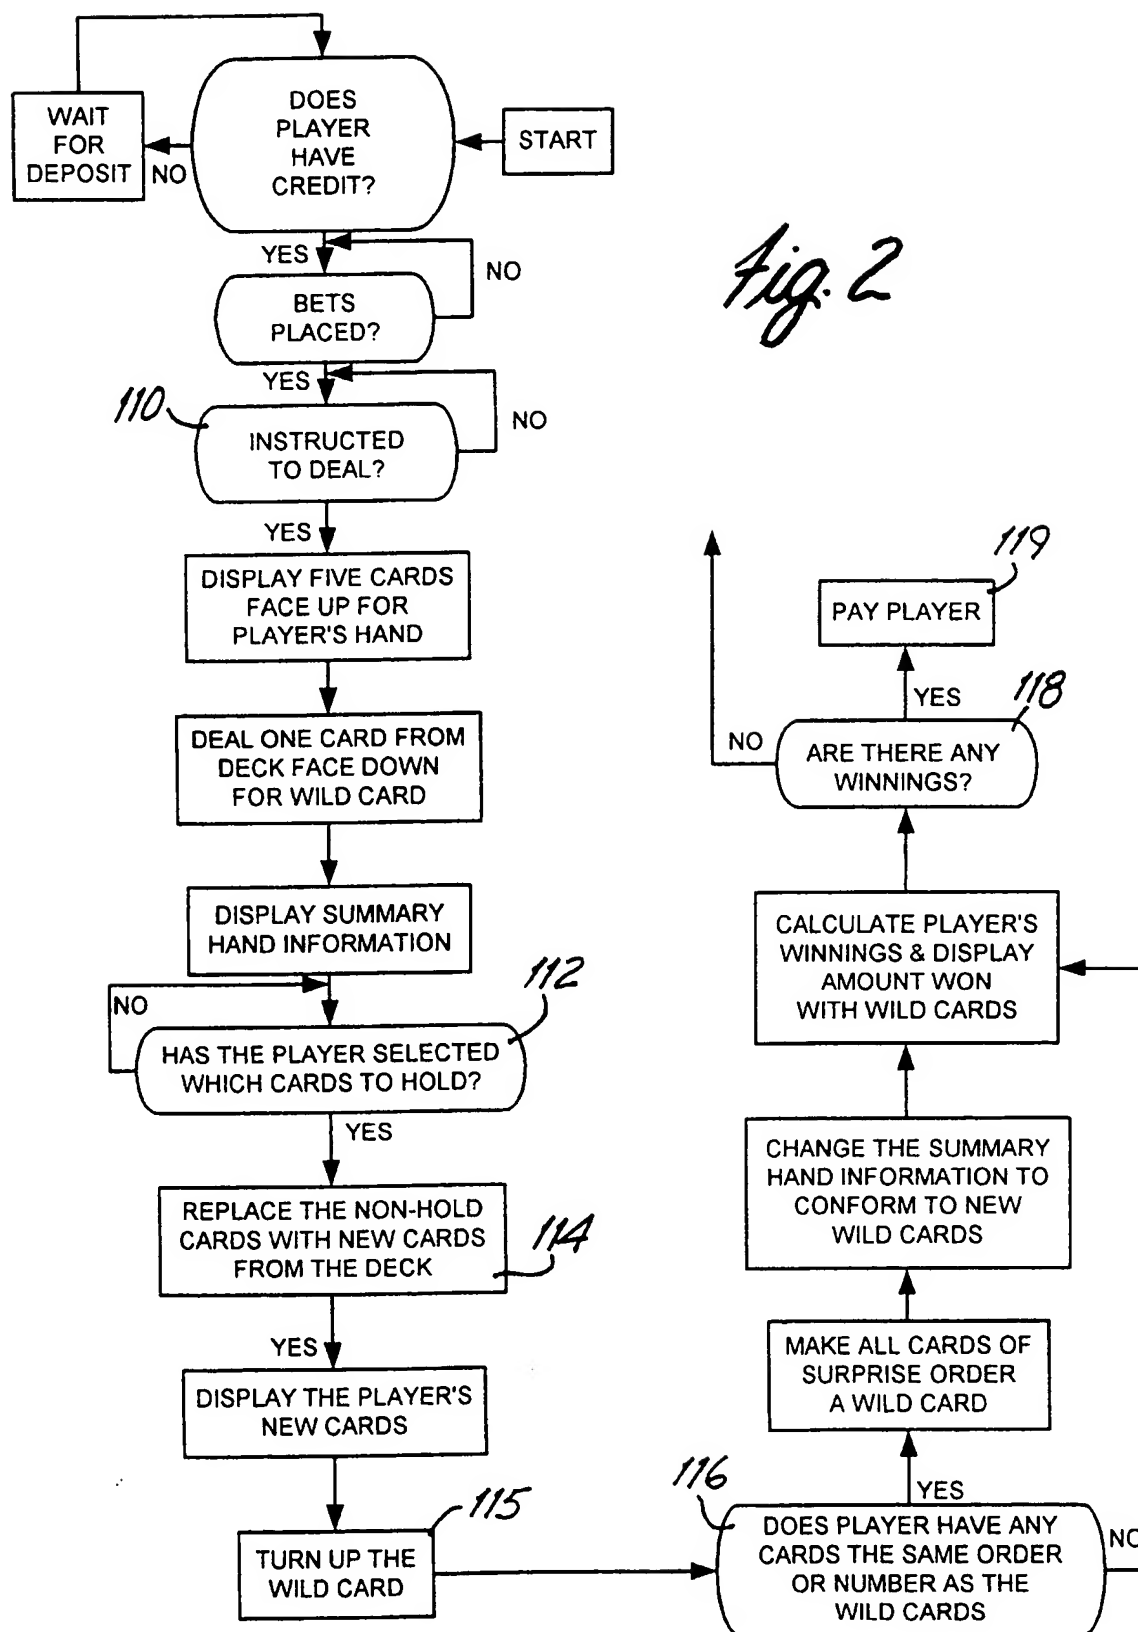 WAIT
FOR
DEPOSIT
NO
DOES
PLAYER
HAVE
CREDIT?
START
YES
NO
BETS
PLACED?
Fig. 2
YES
NO
110
INSTRUCTED
TO DEAL?
YES
DISPLAY FIVE CARDS
FACE UP FOR
PLAYER'S HAND
DEAL ONE CARD FROM
DECK FACE DOWN
FOR WILD CARD
DISPLAY SUMMARY
HAND INFORMATION
NO
112
HAS THE PLAYER SELECTED
WHICH CARDS TO HOLD?
YES
REPLACE THE NON-HOLD
CARDS WITH NEW CARDS
FROM THE DECK
114
YES
DISPLAY THE PLAYER'S
NEW CARDS
115
TURN UP THE
WILD CARD
116
DOES PLAYER HAVE ANY
CARDS THE SAME ORDER
OR NUMBER AS THE
WILD CARDS
NO
YES
MAKE ALL CARDS OF
SURPRISE ORDER
A WILD CARD
CHANGE THE SUMMARY
HAND INFORMATION TO
CONFORM TO NEW
WILD CARDS
CALCULATE PLAYER'S
WINNINGS & DISPLAY
AMOUNT WON
WITH WILD CARDS
118
ARE THERE ANY
WINNINGS?
NO
YES
119
PAY PLAYER